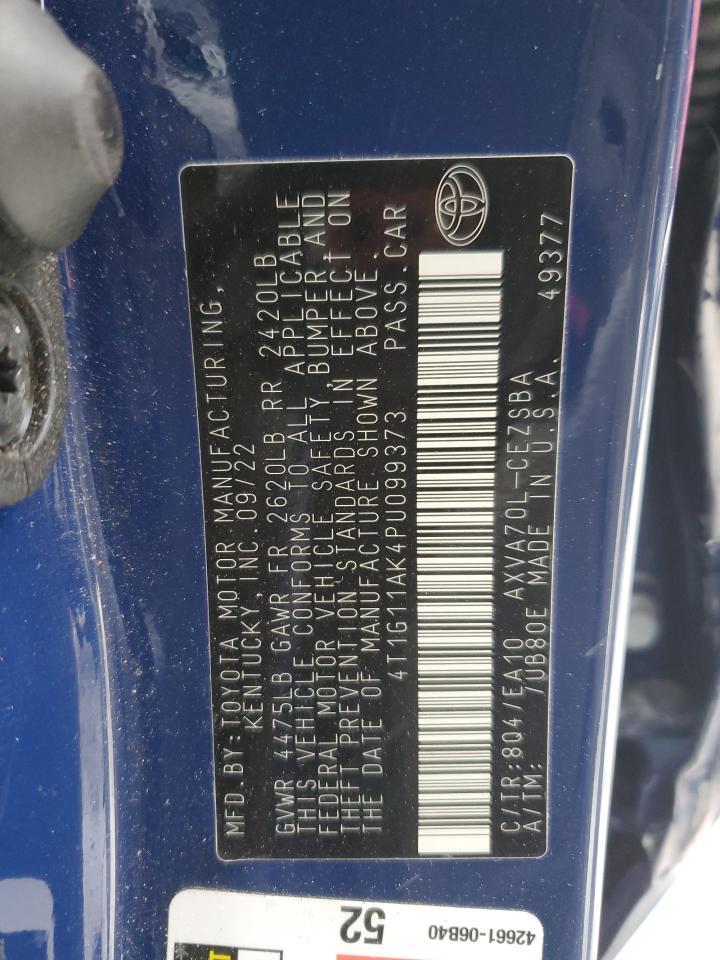 MFD.BY:TOYOTA MOTOR MANUFACTURING,
KENTUCKY, INC. 09/22
GVWR 4475LB GAWR FR 2620LB RR 2420LB
THIS VEHICLE CONFORMS TO ALL APPLICABLE
FEDERAL MOTOR VEHICLE SAFETY, BUMPER, AND
THEFT PREVENTION STANDARDS IN EFFECT ON
THE DATE OF MANUFACTURE SHOWN ABOVE.
4T1G11AK4PU099373 PASS.CAR
C/TR:8Q4/EA10 AXVA70L-CEZSBA
A/TM: /UB80E MADE IN U.S.A. 49377
52
42661-06B40